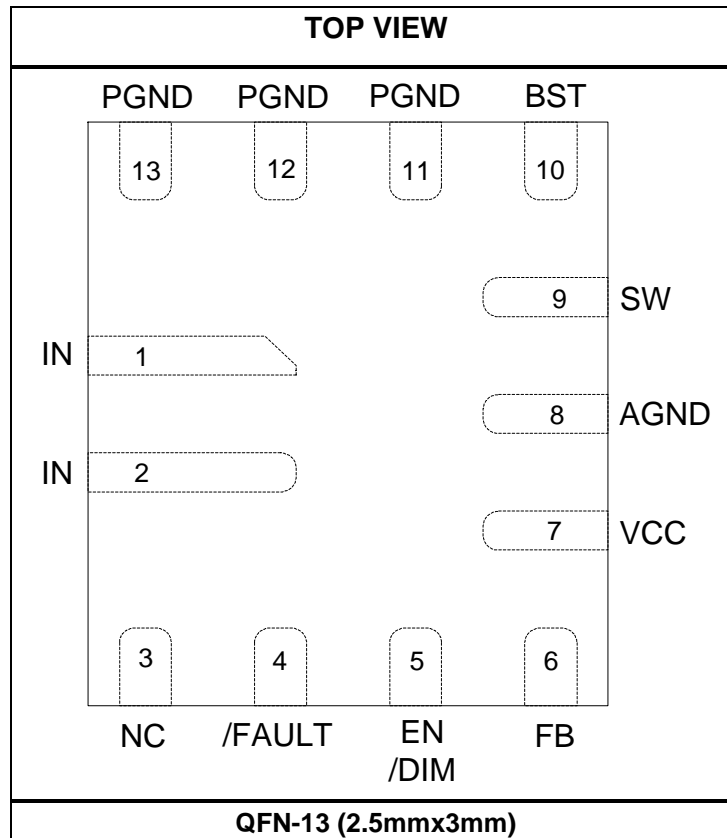 TOP VIEW
PGND PGND PGND BST
13 12 11 10
9 SW
IN 1
8 AGND
IN 2
7 VCC
3 4 5 6
NC /FAULT EN /DIM FB
QFN-13 (2.5mmx3mm)